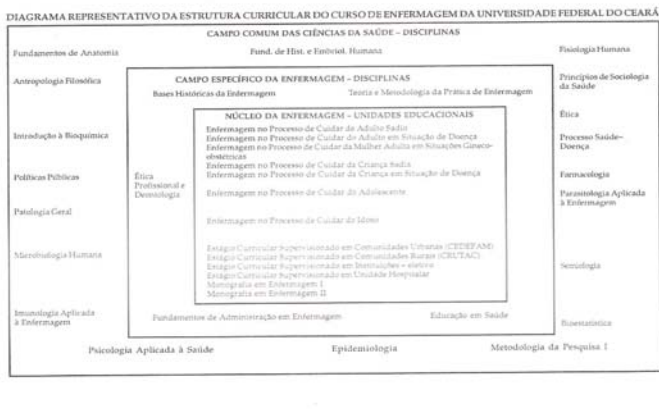 DIAGRAMA REPRESENTATIVO DA ESTRUTURA CURRICULAR DO CURSO DE ENFERMAGEM DA UNIVERSIDADE FEDERAL DO CEARÁ
CAMPO COMUM DAS CIÊNCIAS DA SAÚDE – DISCIPLINAS
Fundamentos de Anatomia
Fund. de Hist. e Embriol. Humana
Fisiologia Humana
Antropologia Filosófica
CAMPO ESPECÍFICO DA ENFERMAGEM – DISCIPLINAS
Princípios de Sociologia
da Saúde
Bases Históricas da Enfermagem
Teoria e Metodologia da Prática de Enfermagem
NÚCLEO DA ENFERMAGEM – UNIDADES EDUCACIONAIS
Ética
Enfermagem no Processo de Cuidar do Adulto Sadio
Introdução à Bioquímica
Enfermagem no Processo de Cuidar do Adulto em Situação de Doença
Processo Saúde–
Doença
Enfermagem no Processo de Cuidar da Mulher Adulta em Situações Gineco-
obstétricas
Enfermagem no Processo de Cuidar da Criança Sadia
Políticas Públicas
Ética
Profissional e
Deontologia
Enfermagem no Processo de Cuidar da Criança em Situação de Doença
Farmacologia
Enfermagem no Processo de Cuidar do Adolescente
Parasitologia Aplicada
à Enfermagem
Patologia Geral
Enfermagem no Processo de Cuidar do Idoso
Microbiologia Humana
Estágio Curricular Supervisionado em Comunidades Urbanas (CEDEFAM)
Estágio Curricular Supervisionado em Comunidades Rurais (CRUTAC)
Estágio Curricular Supervisionado em Instituições – eletivo
Estágio Curricular Supervisionado em Unidade Hospitalar
Semiologia
Monografia em Enfermagem I
Monografia em Enfermagem II
Imunologia Aplicada
à Enfermagem
Fundamentos de Administração em Enfermagem
Educação em Saúde
Bioestatística
Psicologia Aplicada à Saúde
Epidemiologia
Metodologia da Pesquisa I